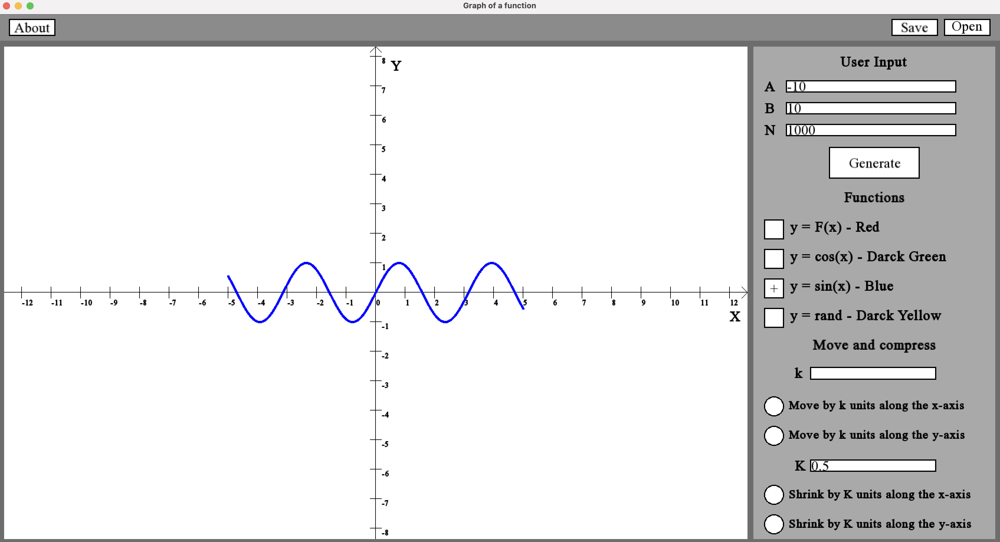 Graph of a function
About
Save
Open
8
Y
7
6
5
4
3
2
1
-12 -11 -10 -9 -8 -7 -6 -5 -4 -3 -2 -1 0 1 2 3 4 5 6 7 8 9 10 11 12
X
-1
-2
-3
-4
-5
-6
-7
-8
User Input
A -10
B 10
N 1000
Generate
Functions
y = F(x) - Red
y = cos(x) - Darck Green
+ y = sin(x) - Blue
y = rand - Darck Yellow
Move and compress
k
Move by k units along the x-axis
Move by k units along the y-axis
K 0.5
Shrink by K units along the x-axis
Shrink by K units along the y-axis